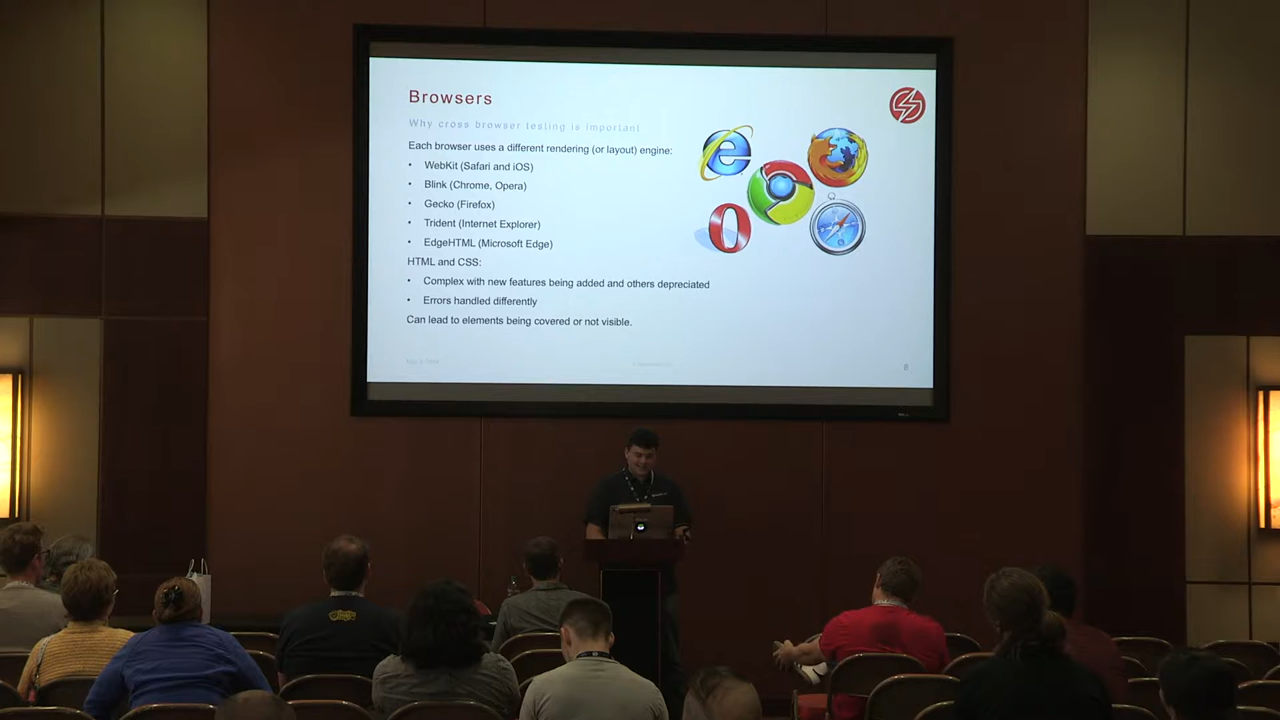 Browsers
Why cross browser testing is important
Each browser uses a different rendering (or layout) engine:
• WebKit (Safari and iOS)
• Blink (Chrome, Opera)
• Gecko (Firefox)
• Trident (Internet Explorer)
• EdgeHTML (Microsoft Edge)
HTML and CSS:
• Complex with new features being added and others depreciated
• Errors handled differently
Can lead to elements being covered or not visible.
8